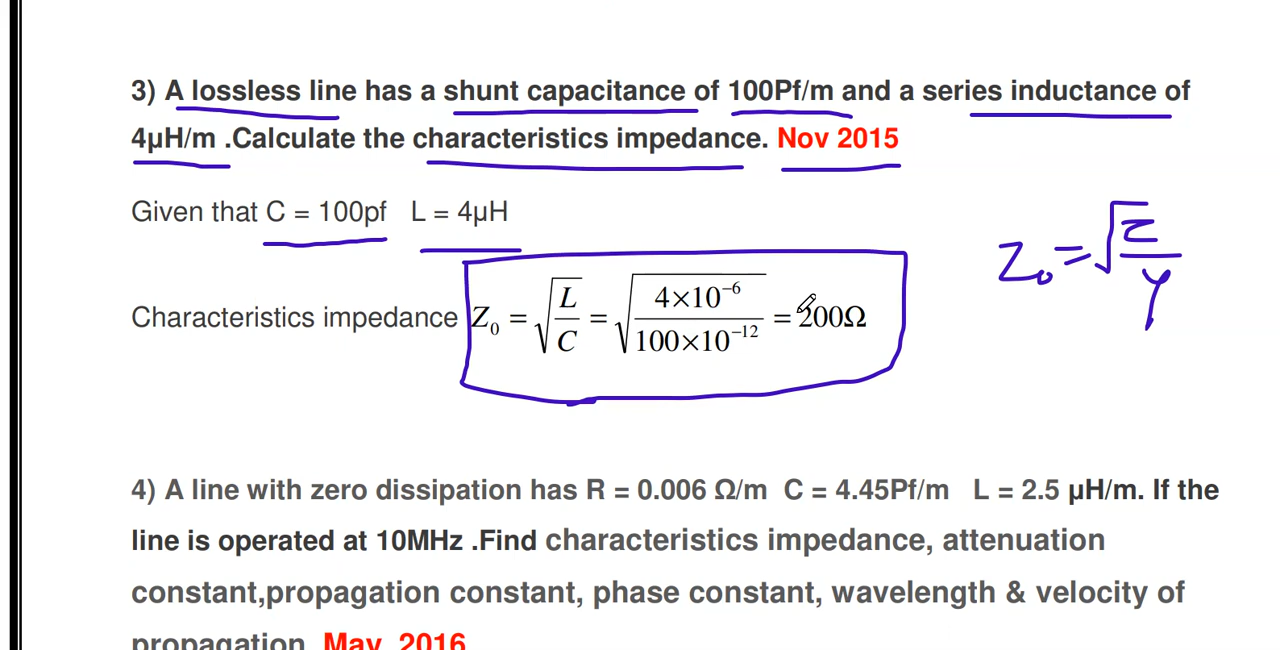 3) A lossless line has a shunt capacitance of 100Pf/m and a series inductance of
4µH/m .Calculate the characteristics impedance. Nov 2015
Given that C = 100pf L = 4µH
Characteristics impedance Z₀ = √(L/C) = √(4×10⁻⁶/100×10⁻¹²) = 200Ω
Z₀ = √(Z/Y)
4) A line with zero dissipation has R = 0.006 Ω/m C = 4.45Pf/m L = 2.5 µH/m. If the
line is operated at 10MHz .Find characteristics impedance, attenuation
constant,propagation constant, phase constant, wavelength & velocity of
propagation. May 2016